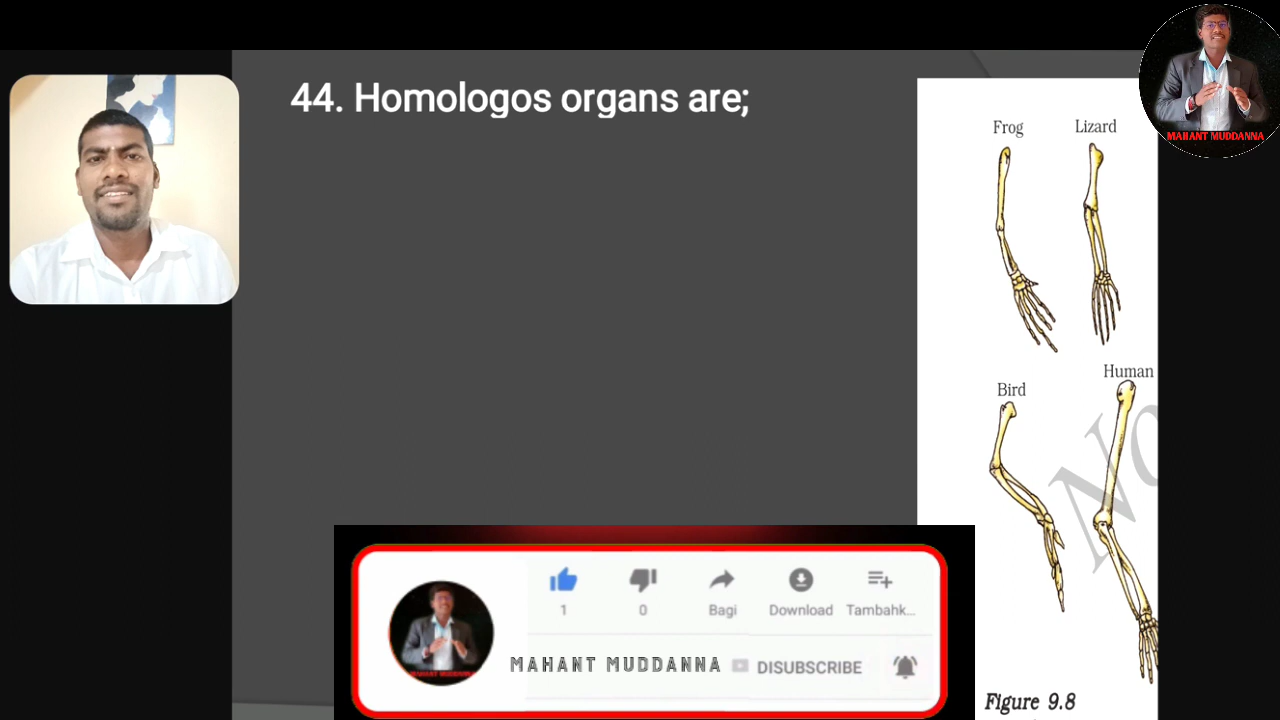 44. Homologos organs are;
MAHANT MUDDANNA
Frog
Lizard
Bird
Human
No
Figure 9.8
1
0
Bagi
Download
Tambahk...
MAHANT MUDDANNA
DISUBSCRIBE